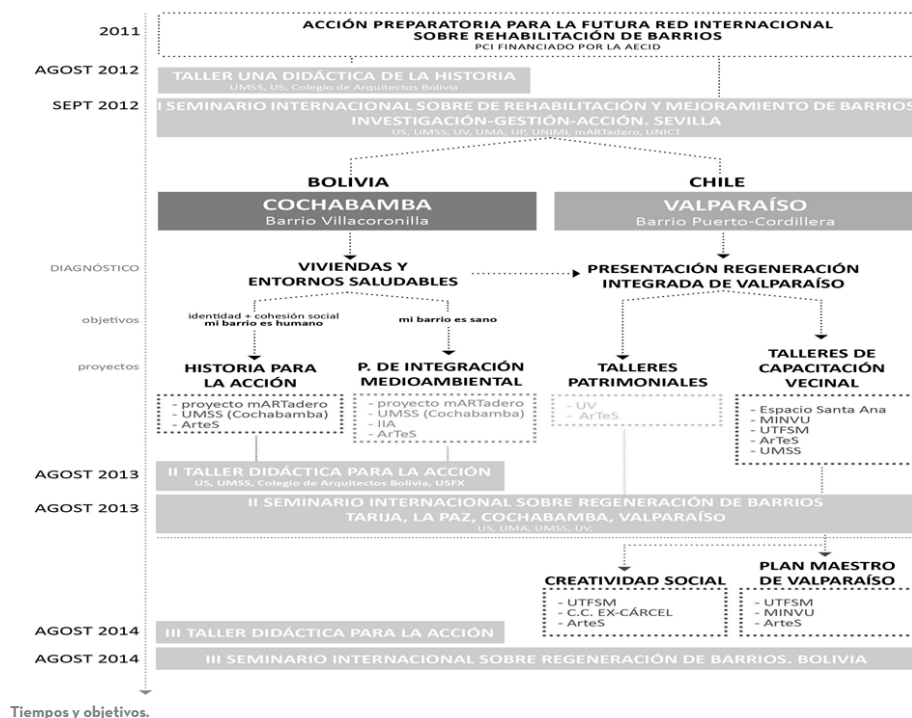 2011
ACCIÓN PREPARATORIA PARA LA FUTURA RED INTERNACIONAL
SOBRE REHABILITACIÓN DE BARRIOS
PCI FINANCIADO POR LA AECID
AGOST 2012
TALLER UNA DIDÁCTICA DE LA HISTORIA
UMSS, US, Colegio de Arquitectos Bolivia
SEPT 2012
I SEMINARIO INTERNACIONAL SOBRE DE REHABILITACIÓN Y MEJORAMIENTO DE BARRIOS
INVESTIGACIÓN-GESTIÓN-ACCIÓN. SEVILLA
US, UMSS, UV, UMA, UP, UNIMI, mARTadero, UNICT
BOLIVIA
COCHABAMBA
Barrio Villacoronilla
CHILE
VALPARAÍSO
Barrio Puerto-Cordillera
DIAGNÓSTICO
VIVIENDAS Y
ENTORNOS SALUDABLES
PRESENTACIÓN REGENERACIÓN
INTEGRADA DE VALPARAÍSO
objetivos
identidad + cohesión social
mi barrio es humano
mi barrio es sano
proyectos
HISTORIA PARA
LA ACCIÓN
- proyecto mARTadero
- UMSS (Cochabamba)
- ArteS
P. DE INTEGRACIÓN
MEDIOAMBIENTAL
- proyecto mARTadero
- UMSS (Cochabamba)
- IIA
- ArTeS
TALLERES
PATRIMONIALES
- UV
- ArTeS
TALLERES DE
CAPACITACIÓN
VECINAL
- Espacio Santa Ana
- MINVU
- UTFSM
- ArTeS
- UMSS
AGOST 2013
II TALLER DIDÁCTICA PARA LA ACCIÓN
US, UMSS, Colegio de Arquitectos Bolivia, USFX
AGOST 2013
II SEMINARIO INTERNACIONAL SOBRE REGENERACIÓN DE BARRIOS
TARIJA, LA PAZ, COCHABAMBA, VALPARAÍSO
US, UMA, UMSS, UV,
CREATIVIDAD SOCIAL
- UTFSM
- C.C. EX-CÁRCEL
- ArteS
PLAN MAESTRO
DE VALPARAÍSO
- UTFSM
- MINVU
- ArteS
AGOST 2014
III TALLER DIDÁCTICA PARA LA ACCIÓN
AGOST 2014
III SEMINARIO INTERNACIONAL SOBRE REGENERACIÓN DE BARRIOS. BOLIVIA
Tiempos y objetivos.